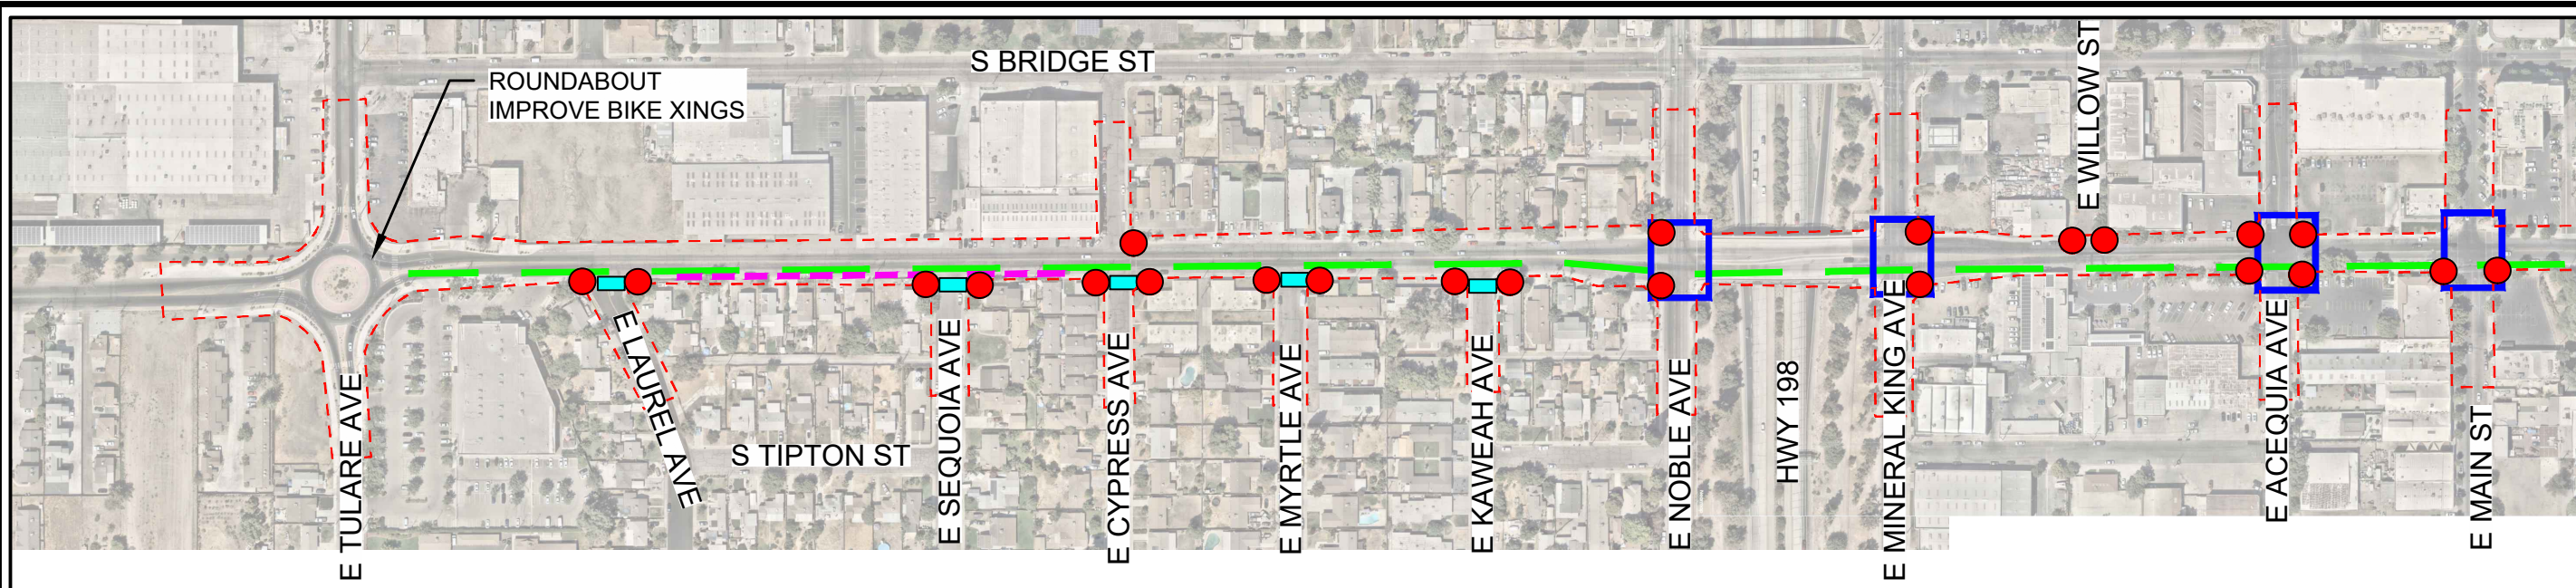 S BRIDGE ST
ROUNDABOUT
IMPROVE BIKE XINGS
E WILLOW ST
S TIPTON ST
E TULARE AVE
E LAUREL AVE
E SEQUOIA AVE
E CYPRESS AVE
E MYRTLE AVE
E KAWEAH AVE
E NOBLE AVE
HWY 198
E MINERAL KING AVE
E ACEQUIA AVE
E MAIN ST